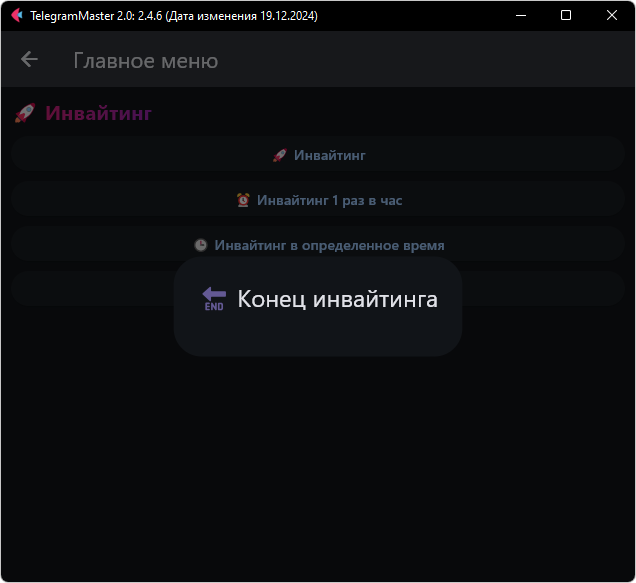 TelegramMaster 2.0: 2.4.6 (Дата изменения 19.12.2024)
Главное меню
🚀 Инвайтинг
🚀 Инвайтинг
⏰ Инвайтинг 1 раз в час
🕒 Инвайтинг в определенное время
🔚 Конец инвайтинга